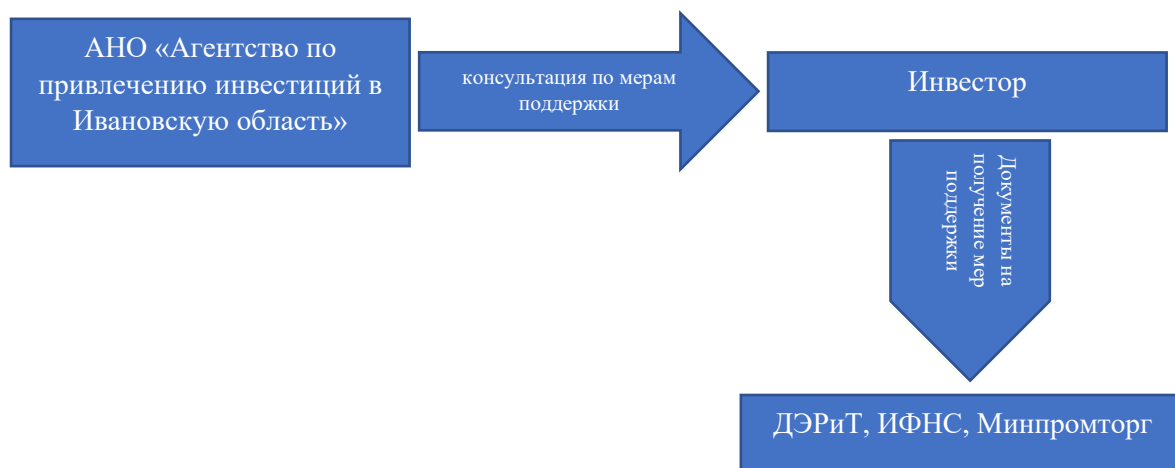 АНО «Агентство по
привлечению инвестиций в
Ивановскую область»
консультация по мерам
поддержки
Инвестор
Документы на
получение мер
поддержки
ДЭРиТ, ИФНС, Минпромторг